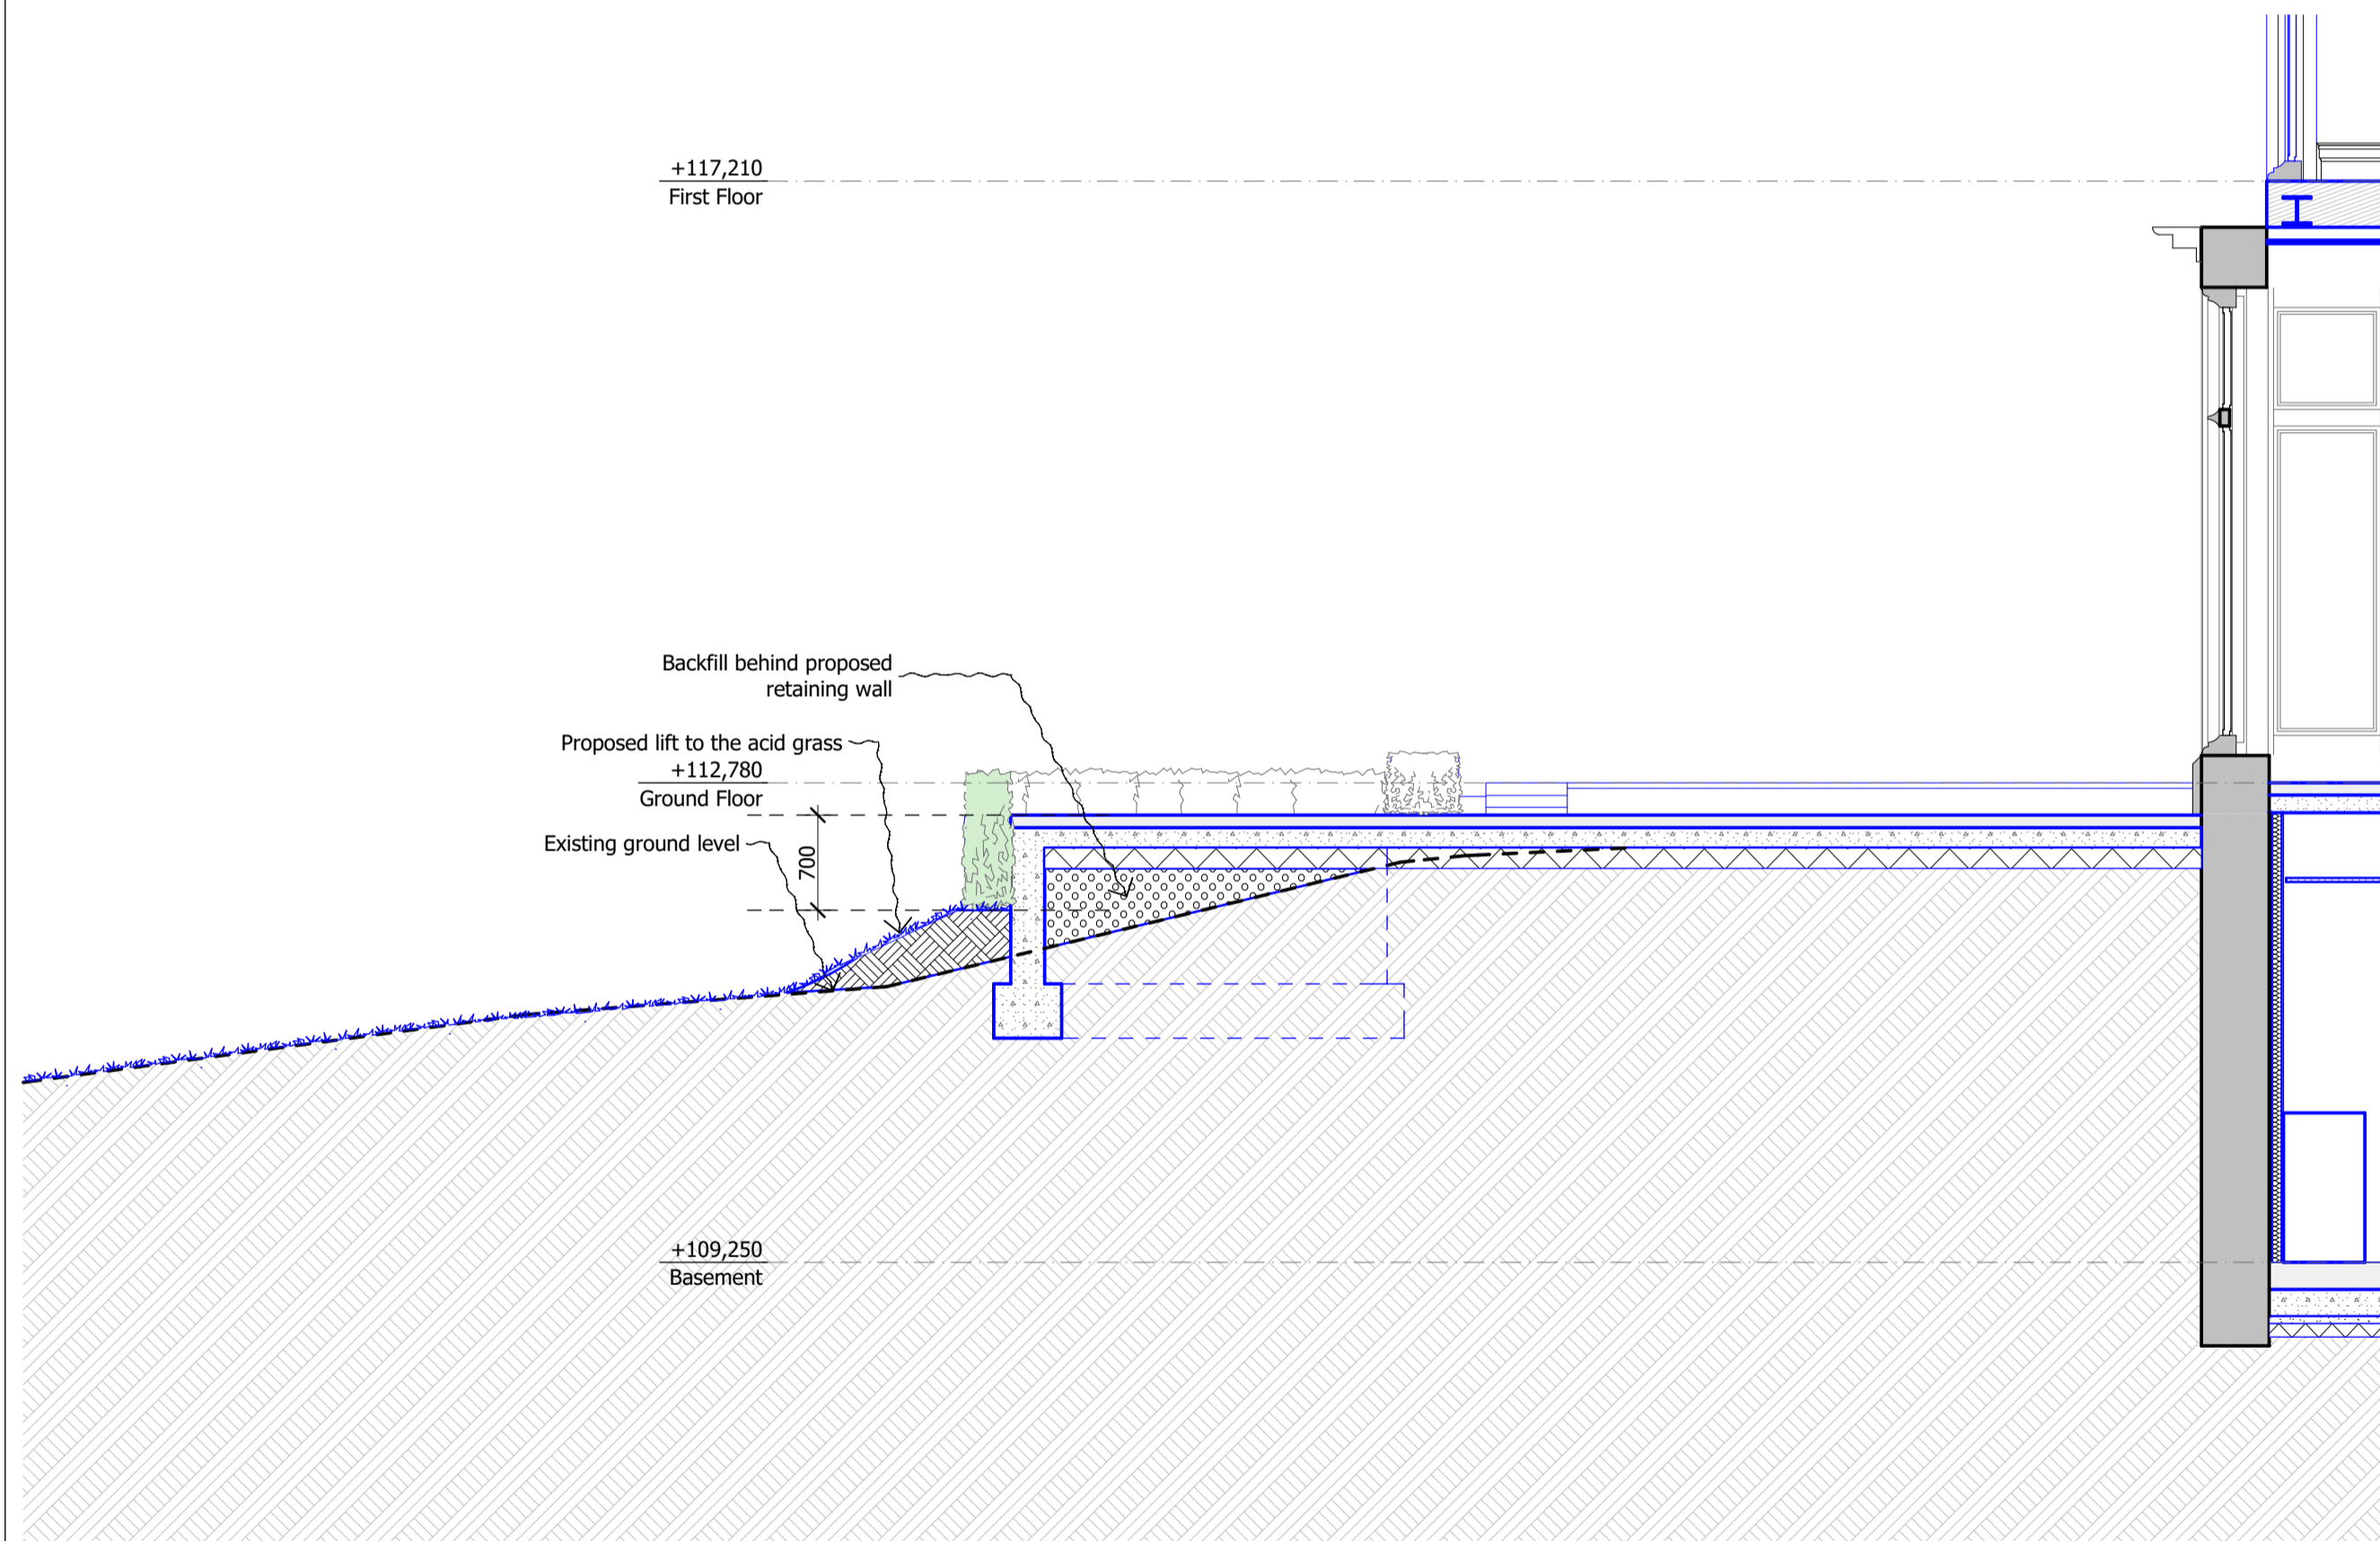 +117,210
First Floor
Backfill behind proposed
retaining wall
Proposed lift to the acid grass
+112,780
Ground Floor
Existing ground level
700
+109,250
Basement